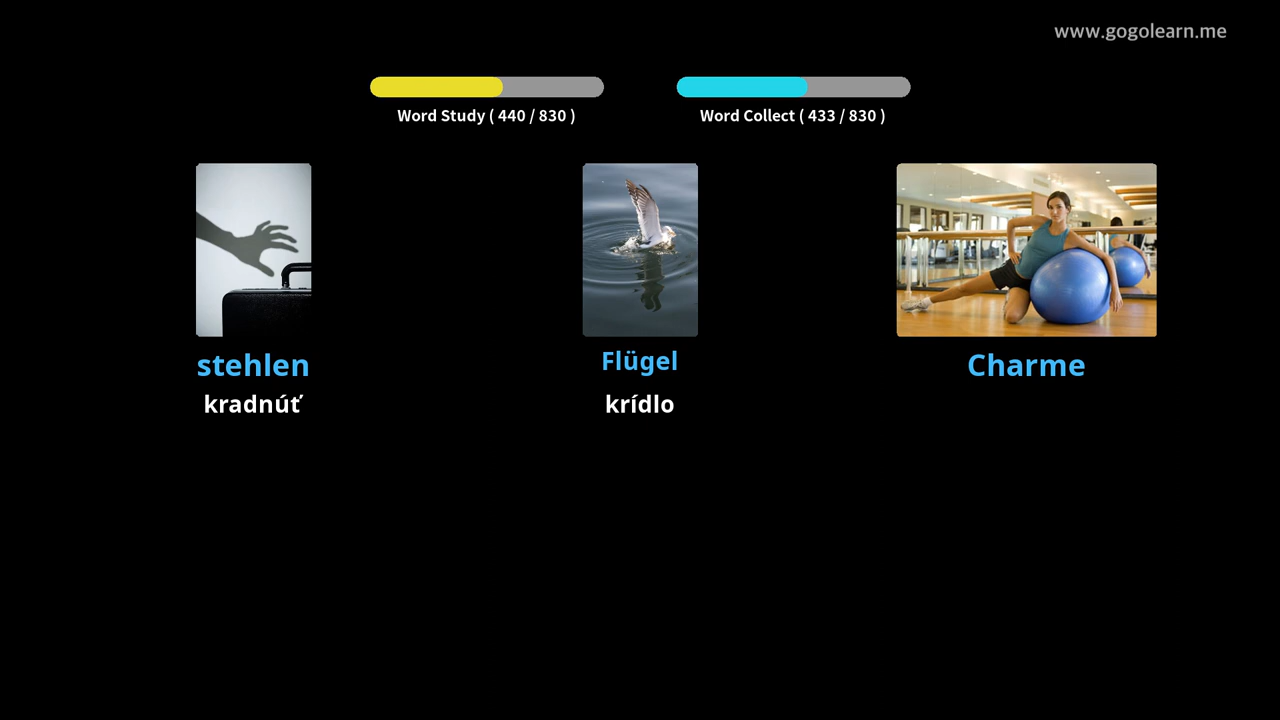 www.gogolearn.me
Word Study ( 440 / 830 )
Word Collect ( 433 / 830 )
stehlen
kradnúť
Flügel
krídlo
Charme